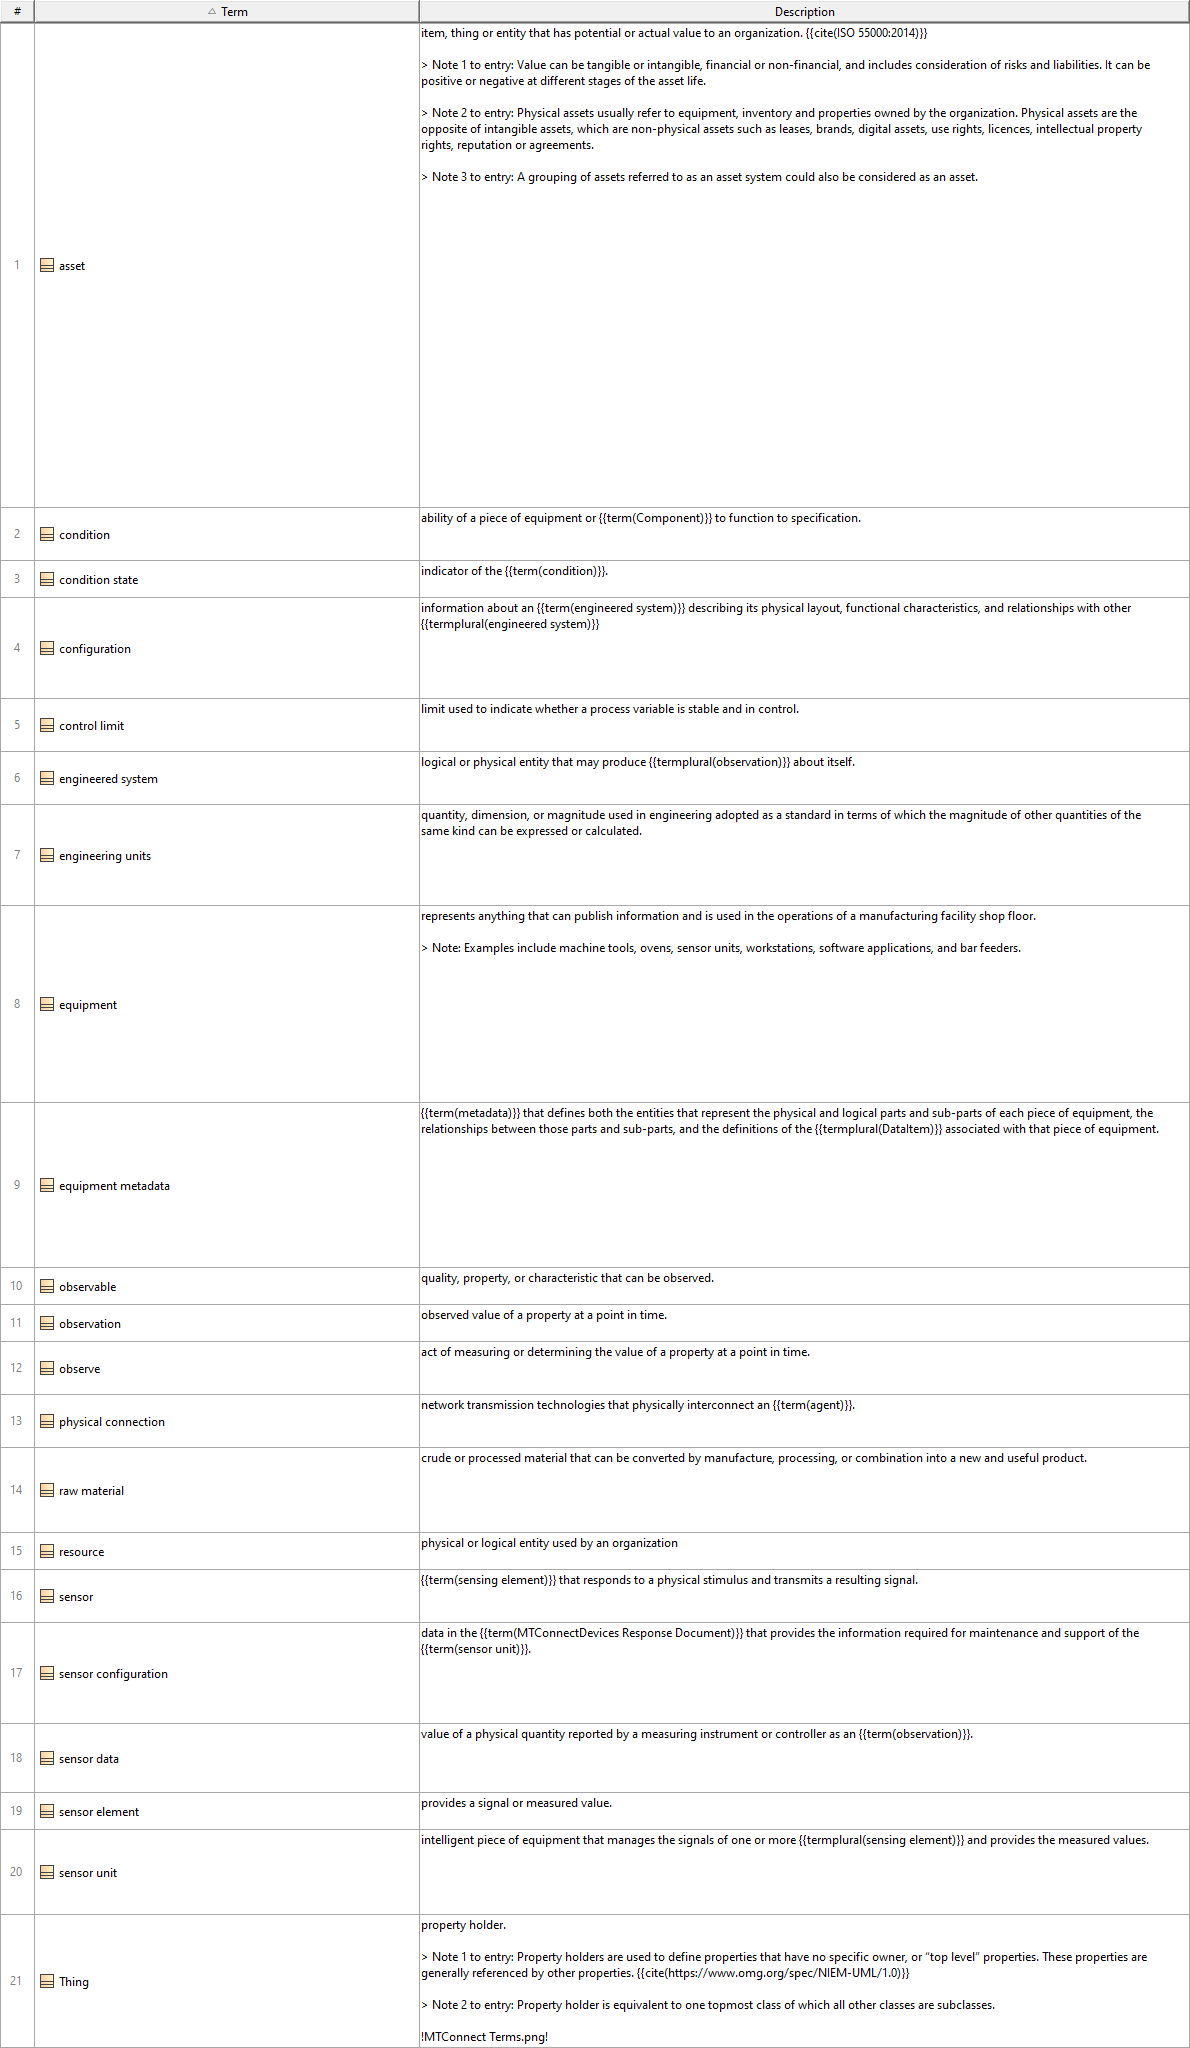 # △ Term Description
item, thing or entity that has potential or actual value to an organization. {{cite(ISO 55000:2014)}}
> Note 1 to entry: Value can be tangible or intangible, financial or non-financial, and includes consideration of risks and liabilities. It can be
positive or negative at different stages of the asset life.
> Note 2 to entry: Physical assets usually refer to equipment, inventory and properties owned by the organization. Physical assets are the
opposite of intangible assets, which are non-physical assets such as leases, brands, digital assets, use rights, licences, intellectual property
rights, reputation or agreements.
> Note 3 to entry: A grouping of assets referred to as an asset system could also be considered as an asset.
1 asset
ability of a piece of equipment or {{term(Component)}} to function to specification.
2 condition
indicator of the {{term(condition)}}.
3 condition state
information about an {{term(engineered system)}} describing its physical layout, functional characteristics, and relationships with other
{{termplural(engineered system)}}
4 configuration
limit used to indicate whether a process variable is stable and in control.
5 control limit
logical or physical entity that may produce {{termplural(observation)}} about itself.
6 engineered system
quantity, dimension, or magnitude used in engineering adopted as a standard in terms of which the magnitude of other quantities of the
same kind can be expressed or calculated.
7 engineering units
represents anything that can publish information and is used in the operations of a manufacturing facility shop floor.
> Note: Examples include machine tools, ovens, sensor units, workstations, software applications, and bar feeders.
8 equipment
{{term(metadata)}} that defines both the entities that represent the physical and logical parts and sub-parts of each piece of equipment, the
relationships between those parts and sub-parts, and the definitions of the {{termplural(DataItem)}} associated with that piece of equipment.
9 equipment metadata
quality, property, or characteristic that can be observed.
10 observable
observed value of a property at a point in time.
11 observation
act of measuring or determining the value of a property at a point in time.
12 observe
network transmission technologies that physically interconnect an {{term(agent)}}.
13 physical connection
crude or processed material that can be converted by manufacture, processing, or combination into a new and useful product.
14 raw material
physical or logical entity used by an organization
15 resource
{{term(sensing element)}} that responds to a physical stimulus and transmits a resulting signal.
16 sensor
data in the {{term(MTConnectDevices Response Document)}} that provides the information required for maintenance and support of the
{{term(sensor unit)}}.
17 sensor configuration
value of a physical quantity reported by a measuring instrument or controller as an {{term(observation)}}.
18 sensor data
provides a signal or measured value.
19 sensor element
intelligent piece of equipment that manages the signals of one or more {{termplural(sensing element)}} and provides the measured values.
20 sensor unit
property holder.
> Note 1 to entry: Property holders are used to define properties that have no specific owner, or “top level” properties. These properties are
generally referenced by other properties. {{cite(https://www.omg.org/spec/NIEM-UML/1.0)}}
21 Thing
> Note 2 to entry: Property holder is equivalent to one topmost class of which all other classes are subclasses.
!MTConnect Terms.png!